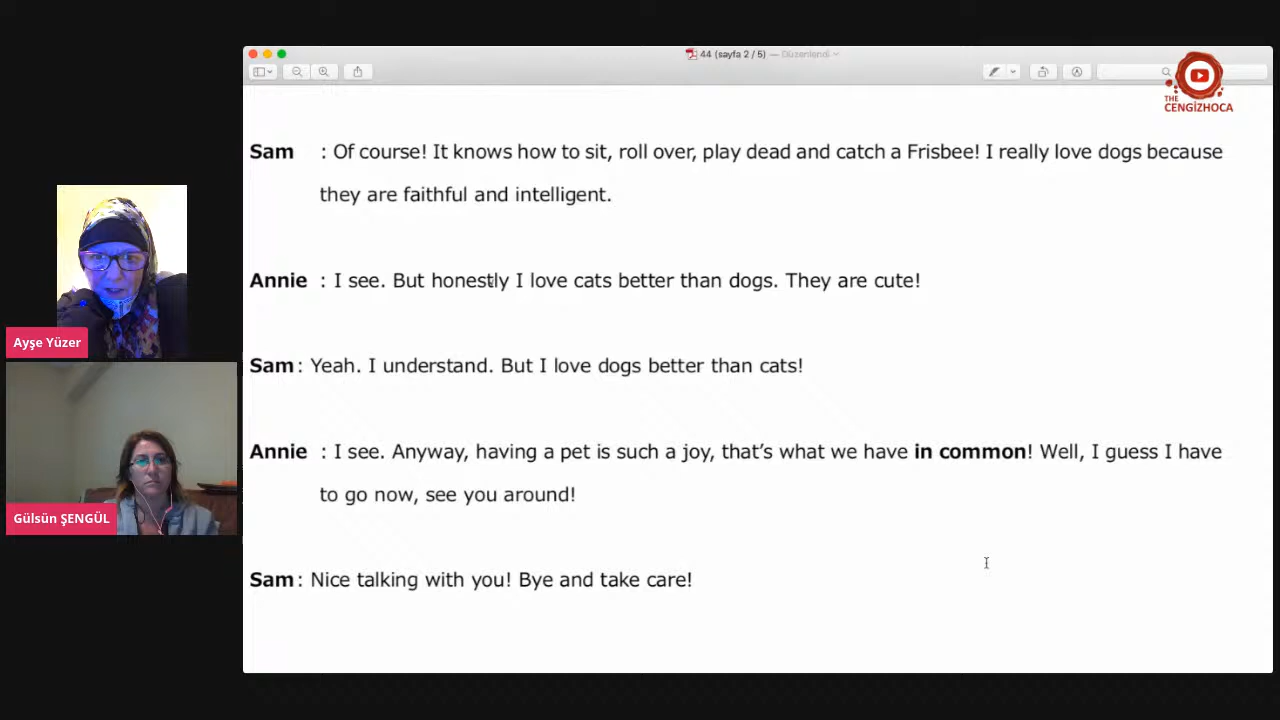 44 (sayfa 2 / 5) — Düzenlendi
THE
CENGİZHOCA
Sam : Of course! It knows how to sit, roll over, play dead and catch a Frisbee! I really love dogs because
they are faithful and intelligent.
Annie : I see. But honestly I love cats better than dogs. They are cute!
Sam : Yeah. I understand. But I love dogs better than cats!
Annie : I see. Anyway, having a pet is such a joy, that's what we have in common! Well, I guess I have
to go now, see you around!
Sam : Nice talking with you! Bye and take care!
Ayşe Yüzer
Gülsün ŞENGÜL